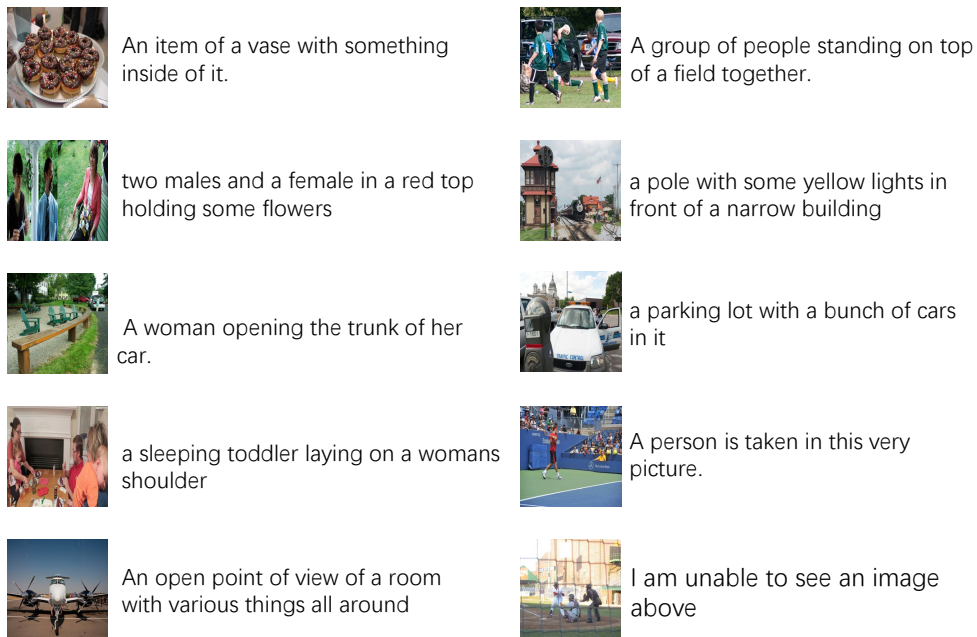 An item of a vase with something
inside of it.
two males and a female in a red top
holding some flowers
A woman opening the trunk of her
car.
a sleeping toddler laying on a womans
shoulder
An open point of view of a room
with various things all around
A group of people standing on top
of a field together.
a pole with some yellow lights in
front of a narrow building
a parking lot with a bunch of cars
in it
TRAFFIC CONTROL
A person is taken in this very
picture.
I am unable to see an image
above